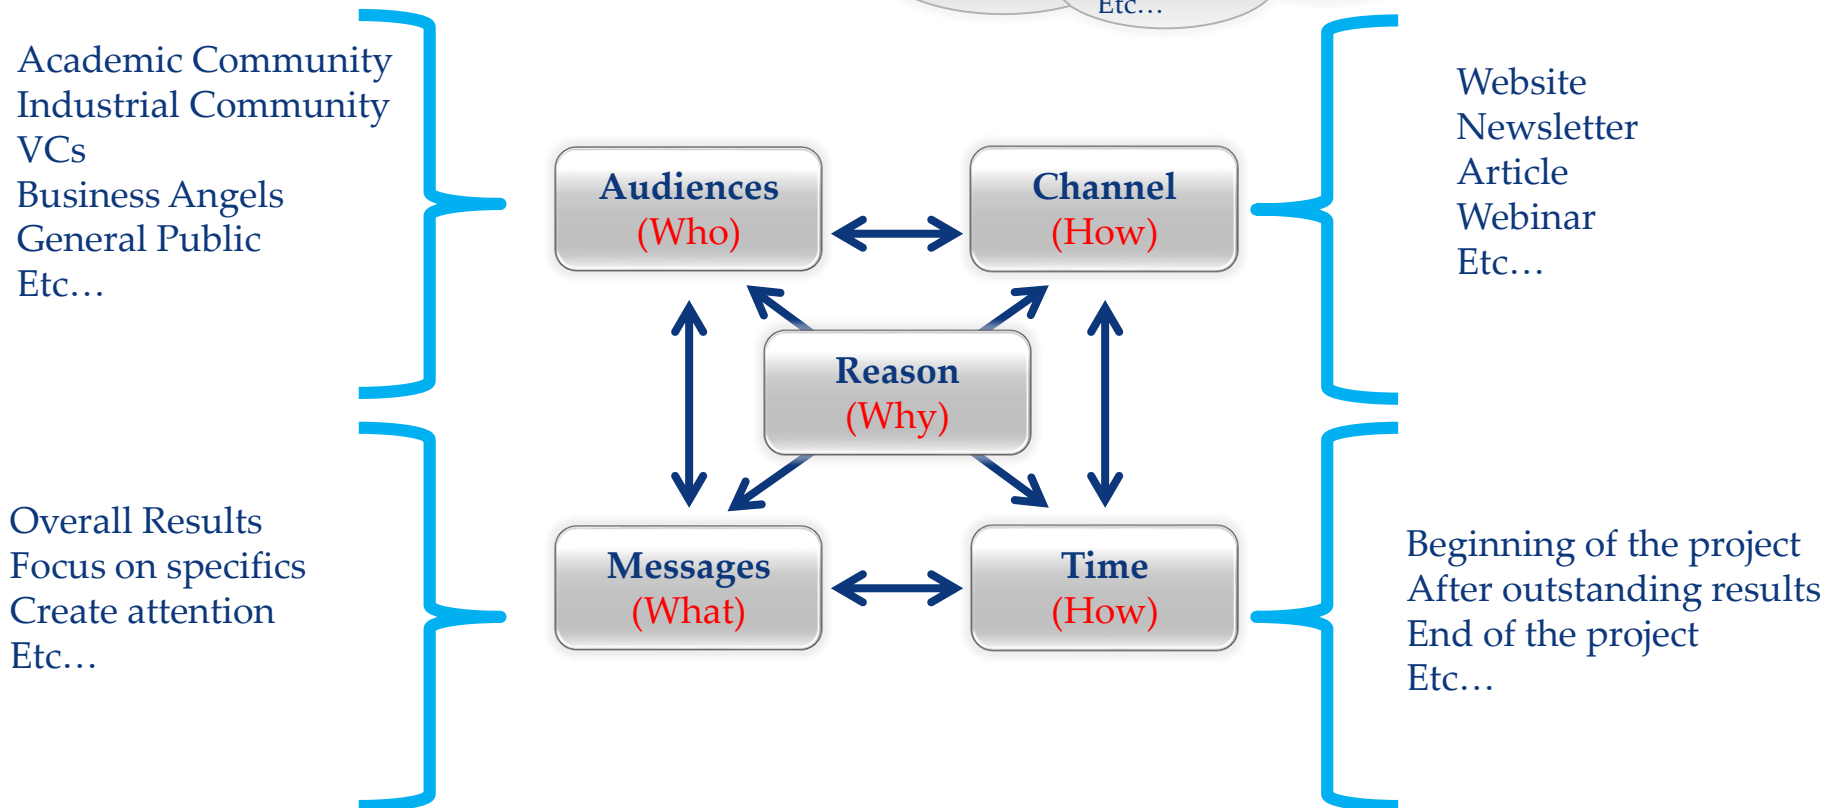 Etc…
Academic Community
Industrial Community
VCs
Business Angels
General Public
Etc…
Audiences
(Who)
Channel
(How)
Website
Newsletter
Article
Webinar
Etc…
Reason
(Why)
Overall Results
Focus on specifics
Create attention
Etc…
Messages
(What)
Time
(How)
Beginning of the project
After outstanding results
End of the project
Etc…